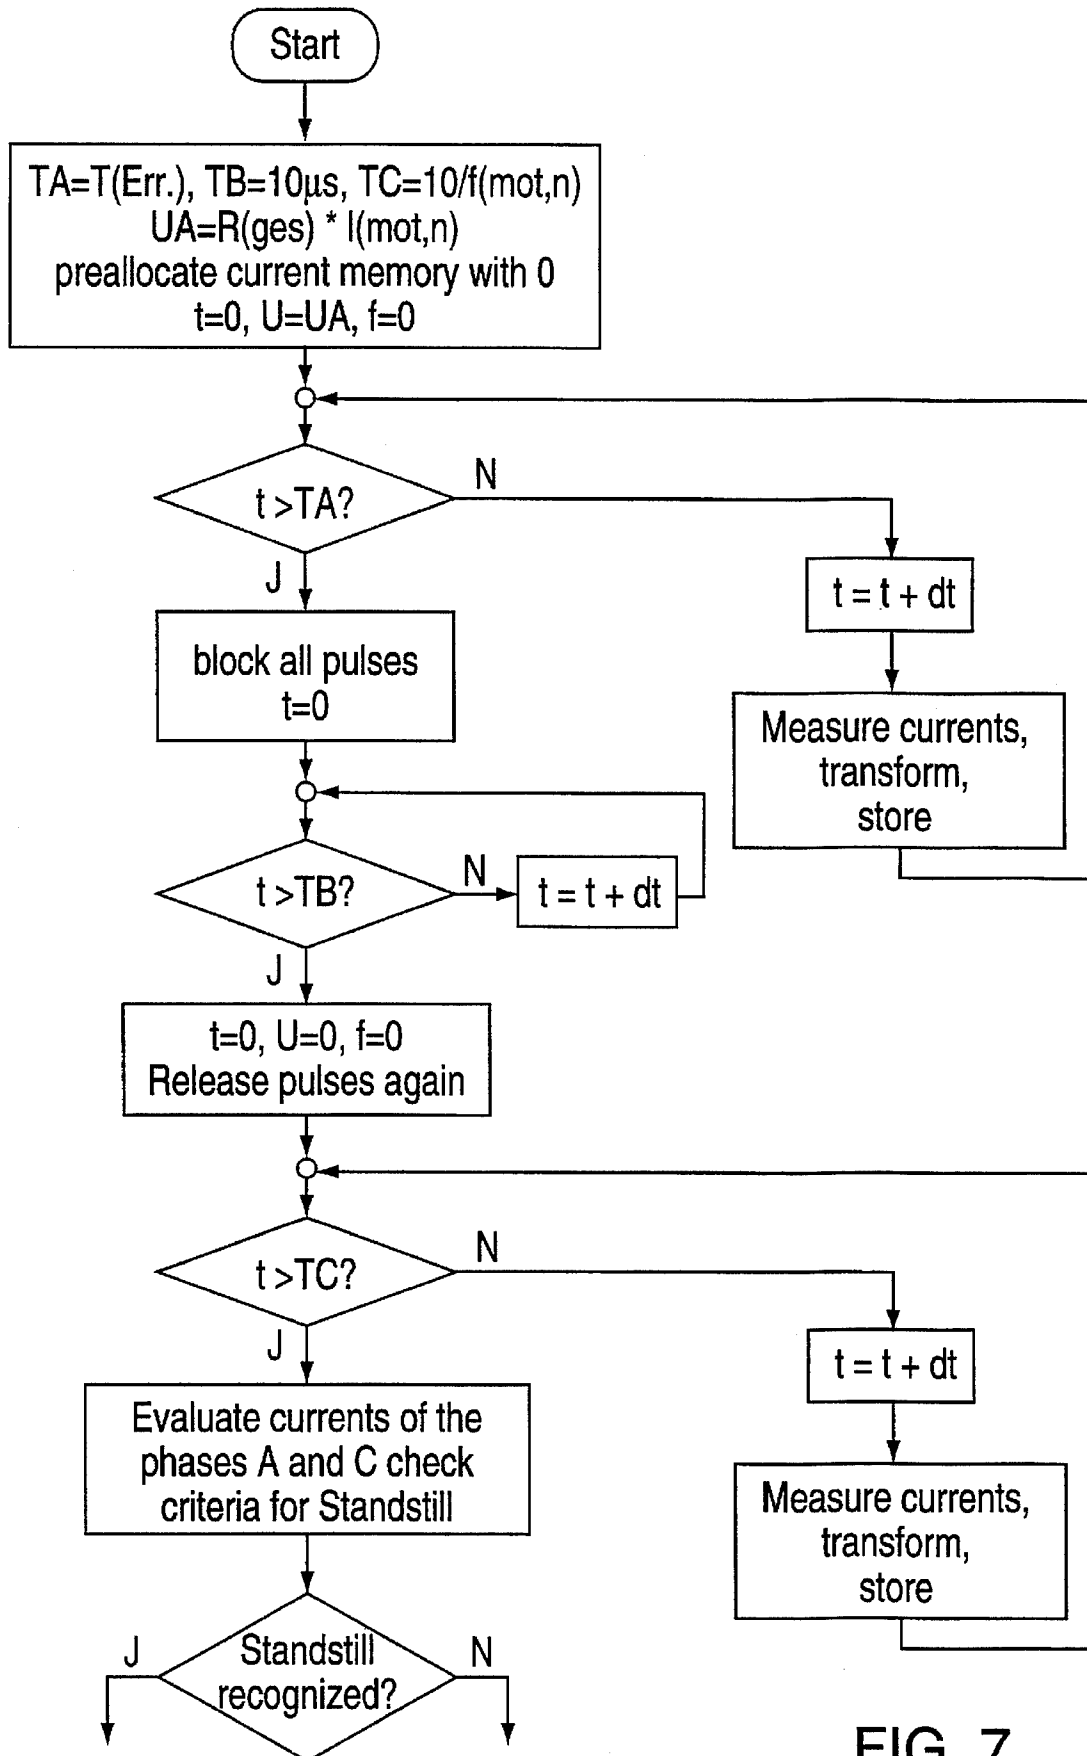 Start
TA=T(Err.), TB=10µs, TC=10/f(mot,n)
UA=R(ges) * I(mot,n)
preallocate current memory with 0
t=0, U=UA, f=0
t >TA?
N
J
t = t + dt
block all pulses
t=0
Measure currents,
transform,
store
t >TB?
N
t = t + dt
J
t=0, U=0, f=0
Release pulses again
t >TC?
N
J
t = t + dt
Evaluate currents of the
phases A and C check
criteria for Standstill
Measure currents,
transform,
store
J
Standstill
recognized?
N
FIG. 7